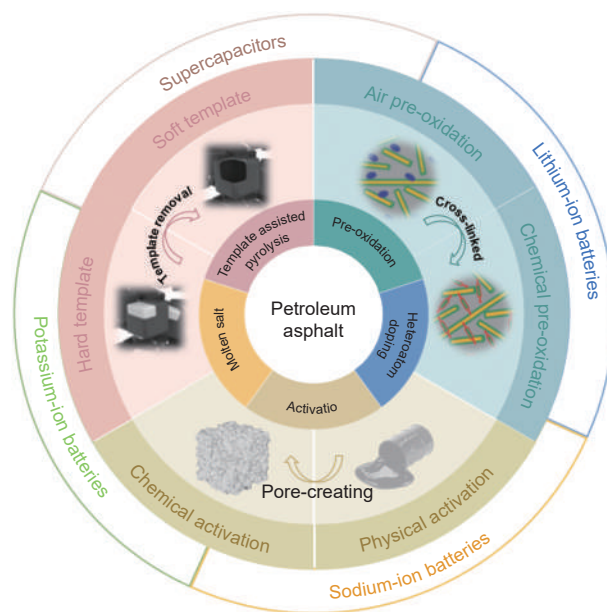 Supercapacitors
Lithium-ion batteries
Sodium-ion batteries
Potassium-ion batteries
Soft template
Air pre-oxidation
Chemical pre-oxidation
Physical activation
Chemical activation
Hard template
Template removal
Cross-linked
Pore-creating
Template assisted
pyrolysis
Pre-oxidation
Heteroatom
doping
Activatio
Molten salt
Petroleum
asphalt